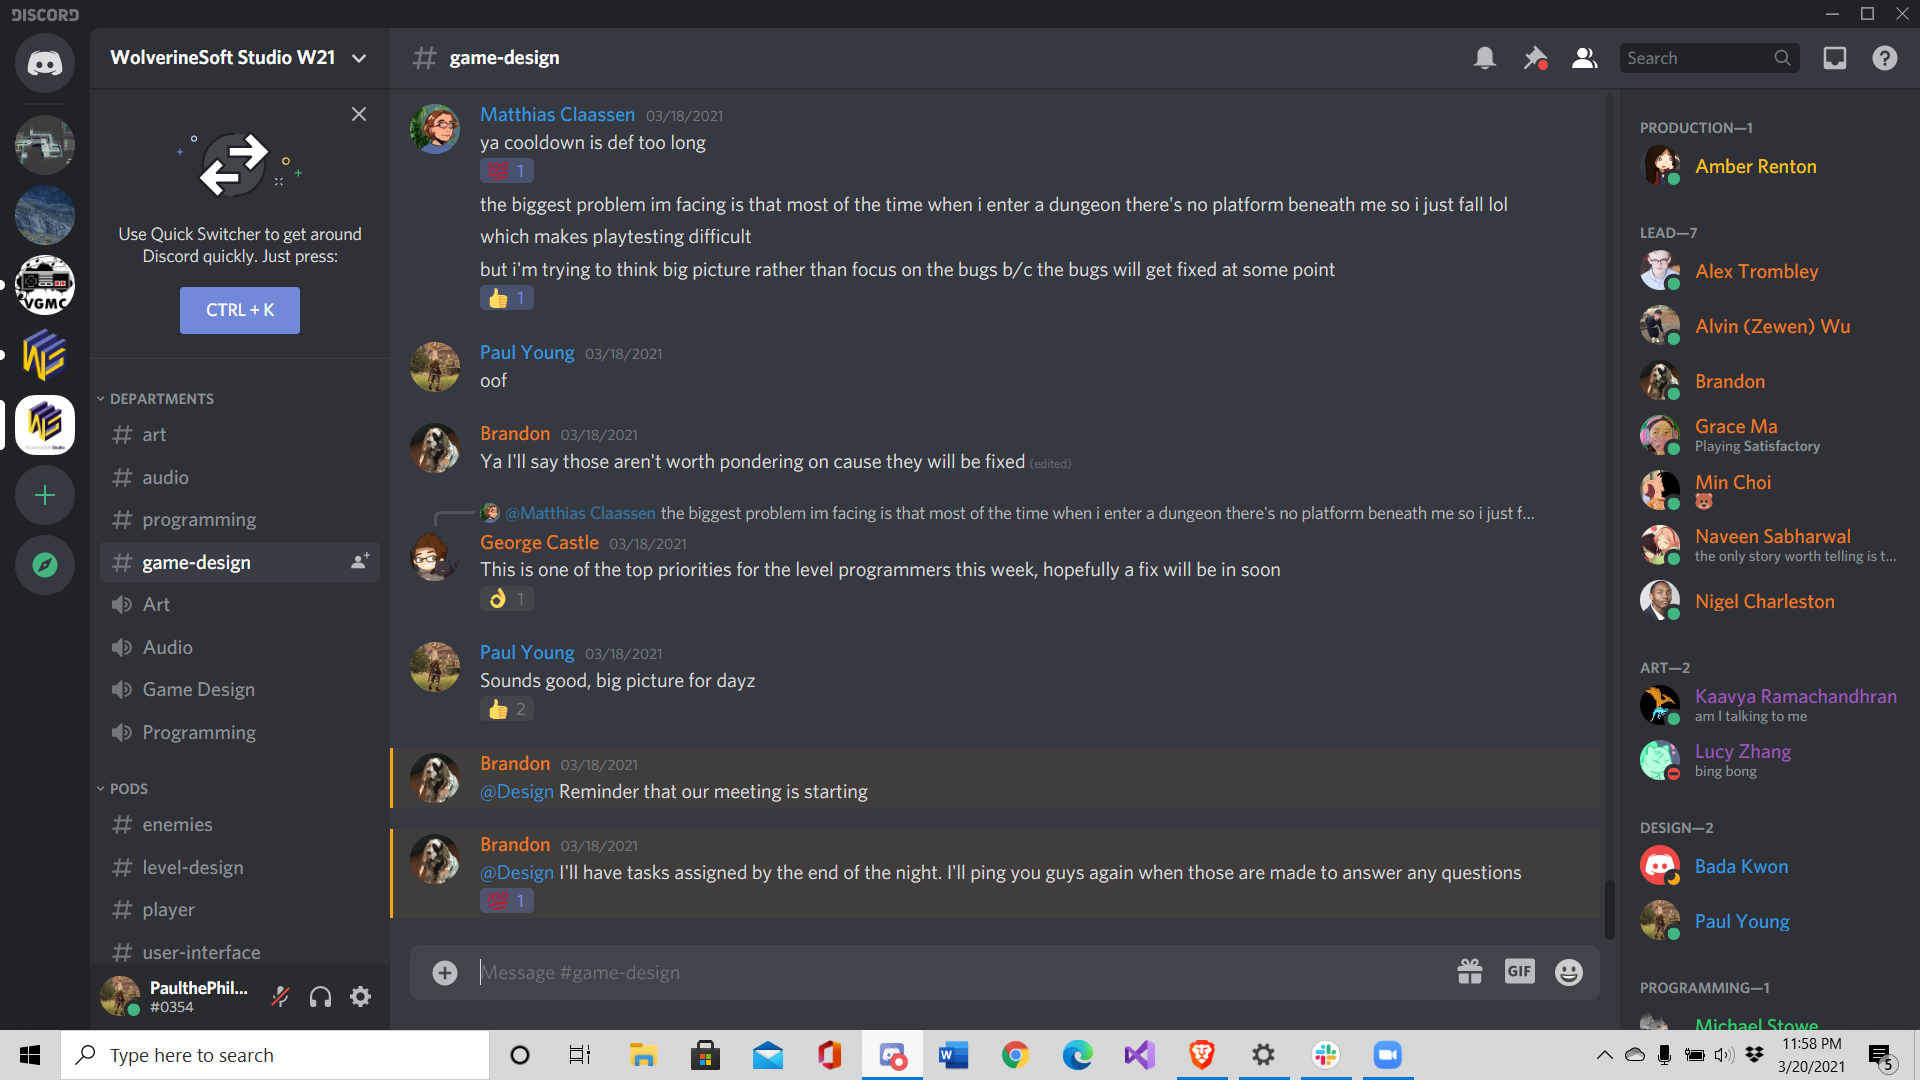 DISCORD
WolverineSoft Studio W21
game-design
Search
Use Quick Switcher to get around
Discord quickly. Just press:
CTRL + K
VGMC
DEPARTMENTS
art
audio
programming
game-design
Art
Audio
Game Design
Programming
PODS
enemies
level-design
player
user-interface
PaulthePhil...
#0354
Matthias Claassen 03/18/2021
ya cooldown is def too long
1
the biggest problem im facing is that most of the time when i enter a dungeon there's no platform beneath me so i just fall lol
which makes playtesting difficult
but i'm trying to think big picture rather than focus on the bugs b/c the bugs will get fixed at some point
1
Paul Young 03/18/2021
oof
Brandon 03/18/2021
Ya I'll say those aren't worth pondering on cause they will be fixed (edited)
@Matthias Claassen the biggest problem im facing is that most of the time when i enter a dungeon there's no platform beneath me so i just f...
George Castle 03/18/2021
This is one of the top priorities for the level programmers this week, hopefully a fix will be in soon
1
Paul Young 03/18/2021
Sounds good, big picture for dayz
2
Brandon 03/18/2021
@Design Reminder that our meeting is starting
Brandon 03/18/2021
@Design I'll have tasks assigned by the end of the night. I'll ping you guys again when those are made to answer any questions
1
Message #game-design
GIF
PRODUCTION—1
Amber Renton
LEAD—7
Alex Trombley
Alvin (Zewen) Wu
Brandon
Grace Ma
Playing Satisfactory
Min Choi
Naveen Sabharwal
the only story worth telling is t...
Nigel Charleston
ART—2
Kaavya Ramachandhran
am I talking to me
Lucy Zhang
bing bong
DESIGN—2
Bada Kwon
Paul Young
PROGRAMMING—1
Michael Stowe
Type here to search
11:58 PM
3/20/2021
5